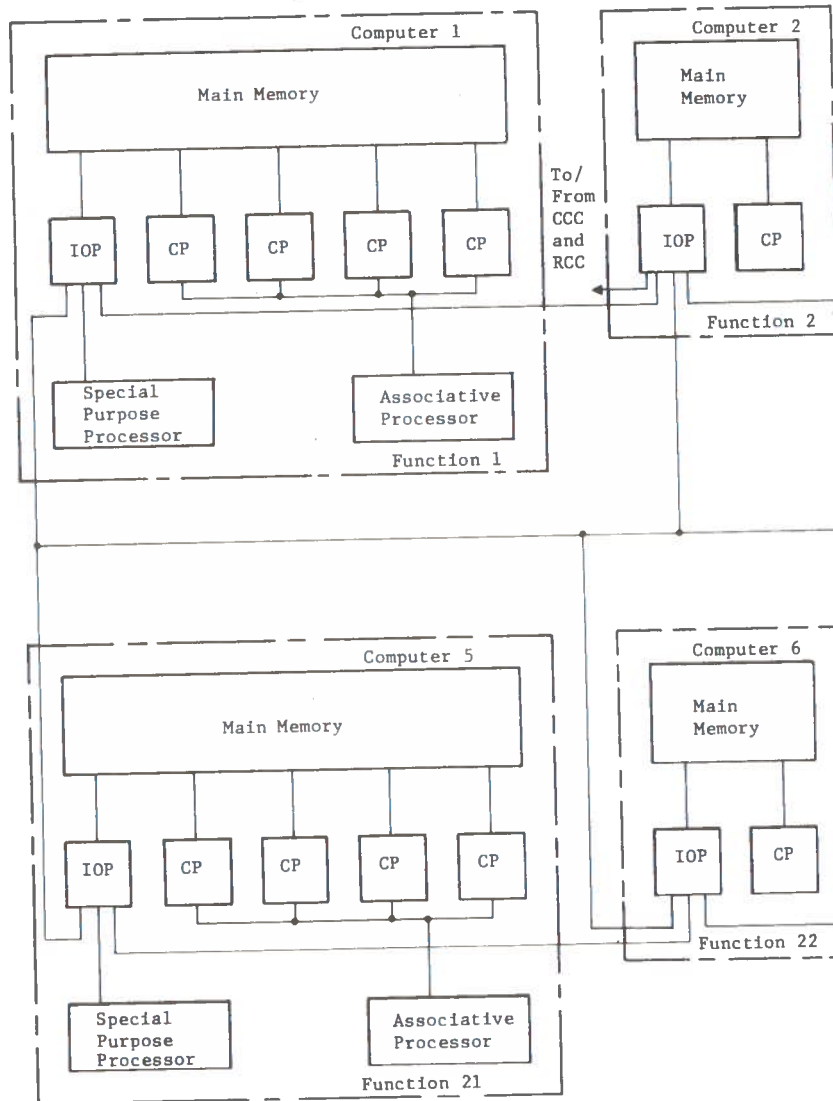 Computer 1
Main Memory
IOP
CP
CP
CP
CP
Special
Purpose
Processor
Associative
Processor
Function 1
To/
From
CCC
and
RCC
Computer 2
Main
Memory
IOP
CP
Function 2
Computer 5
Main Memory
IOP
CP
CP
CP
CP
Special
Purpose
Processor
Associative
Processor
Function 21
Computer 6
Main
Memory
IOP
CP
Function 22